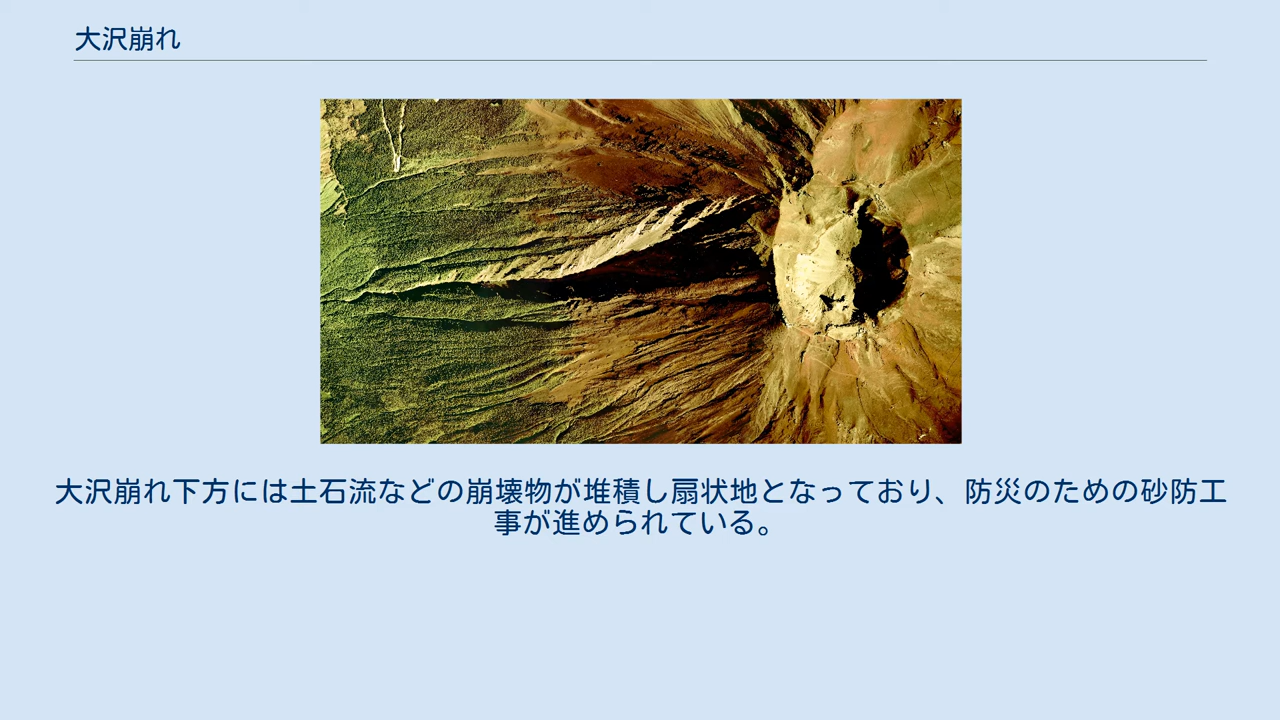 大沢崩れ
大沢崩れ下方には土石流などの崩壊物が堆積し扇状地となっており、防災のための砂防工
事が進められている。